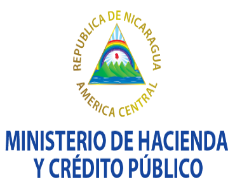 REPUBLICA DE NICARAGUA
AMERICA CENTRAL
MINISTERIO DE HACIENDA
Y CRÉDITO PÚBLICO